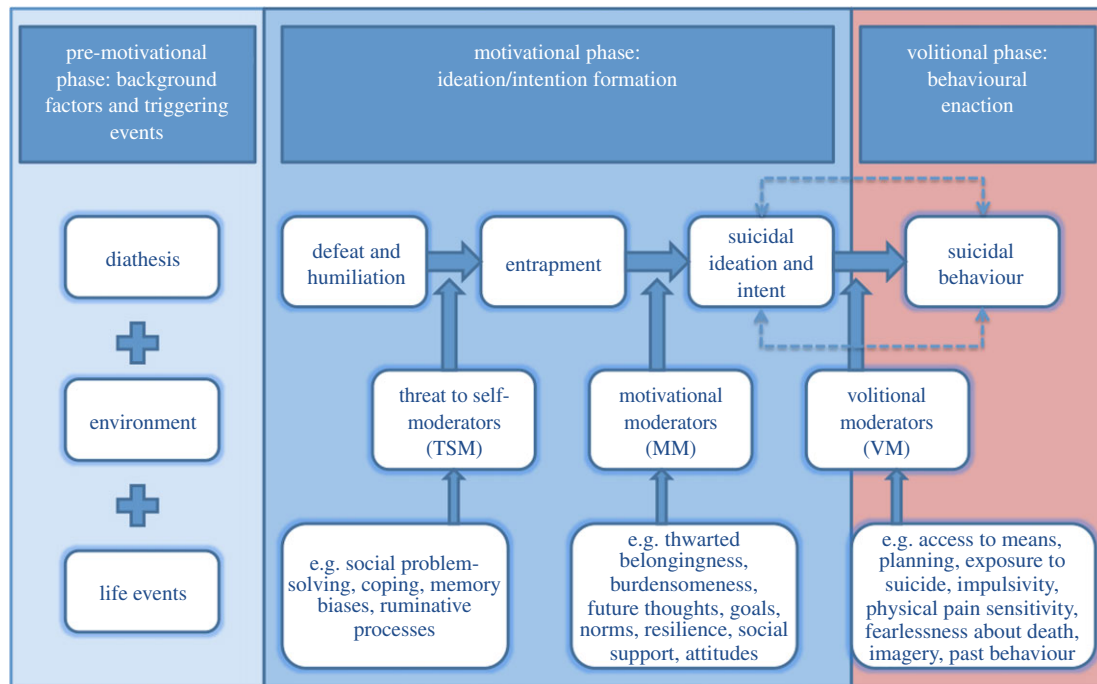 pre-motivational
phase: background
factors and triggering
events
motivational phase:
ideation/intention formation
volitional phase:
behavioural
enaction
diathesis
environment
life events
defeat and
humiliation
entrapment
suicidal
ideation and
intent
suicidal
behaviour
threat to self-
moderators
(TSM)
motivational
moderators
(MM)
volitional
moderators
(VM)
e.g. social problem-
solving, coping, memory
biases, ruminative
processes
e.g. thwarted
belongingness,
burdensomeness,
future thoughts, goals,
norms, resilience, social
support, attitudes
e.g. access to means,
planning, exposure to
suicide, impulsivity,
physical pain sensitivity,
fearlessness about death,
imagery, past behaviour